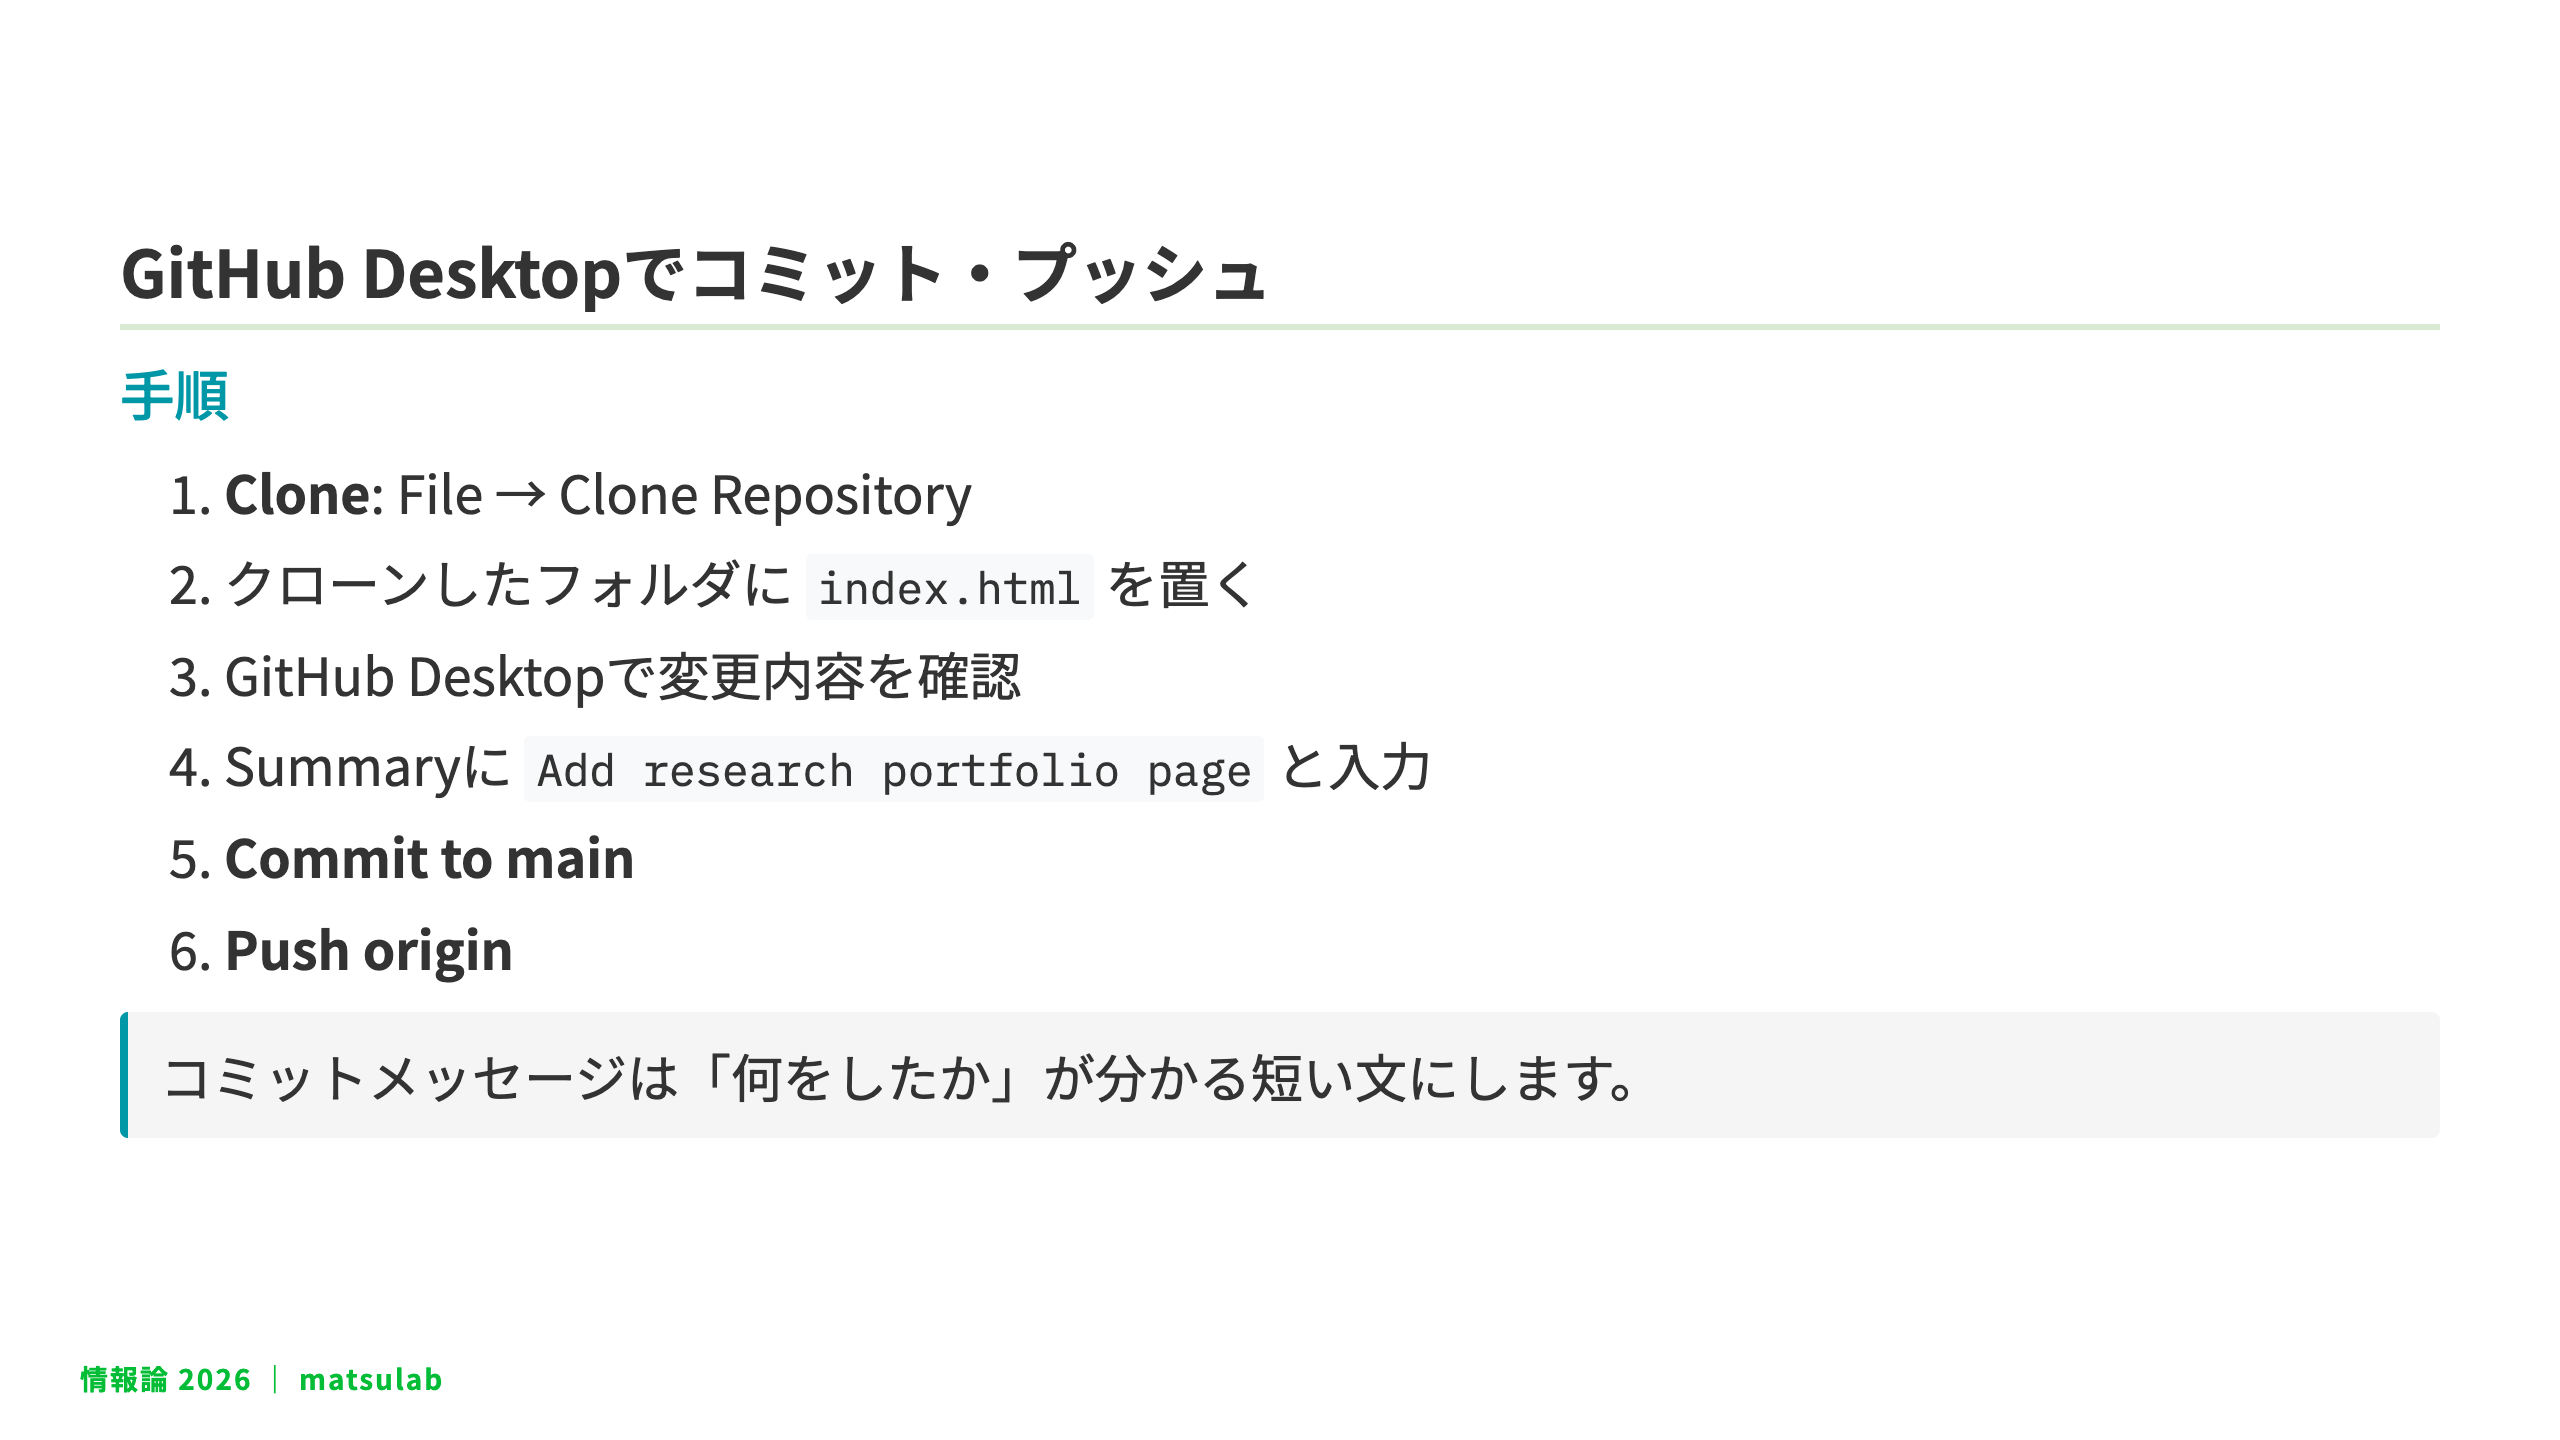 GitHub Desktopでコミット・プッシュ
手順
1. Clone: File → Clone Repository
2. クローンしたフォルダに index.html を置く
3. GitHub Desktopで変更内容を確認
4. Summaryに Add research portfolio page と入力
5. Commit to main
6. Push origin
コミットメッセージは「何をしたか」が分かる短い文にします。
情報論 2026 | matsulab